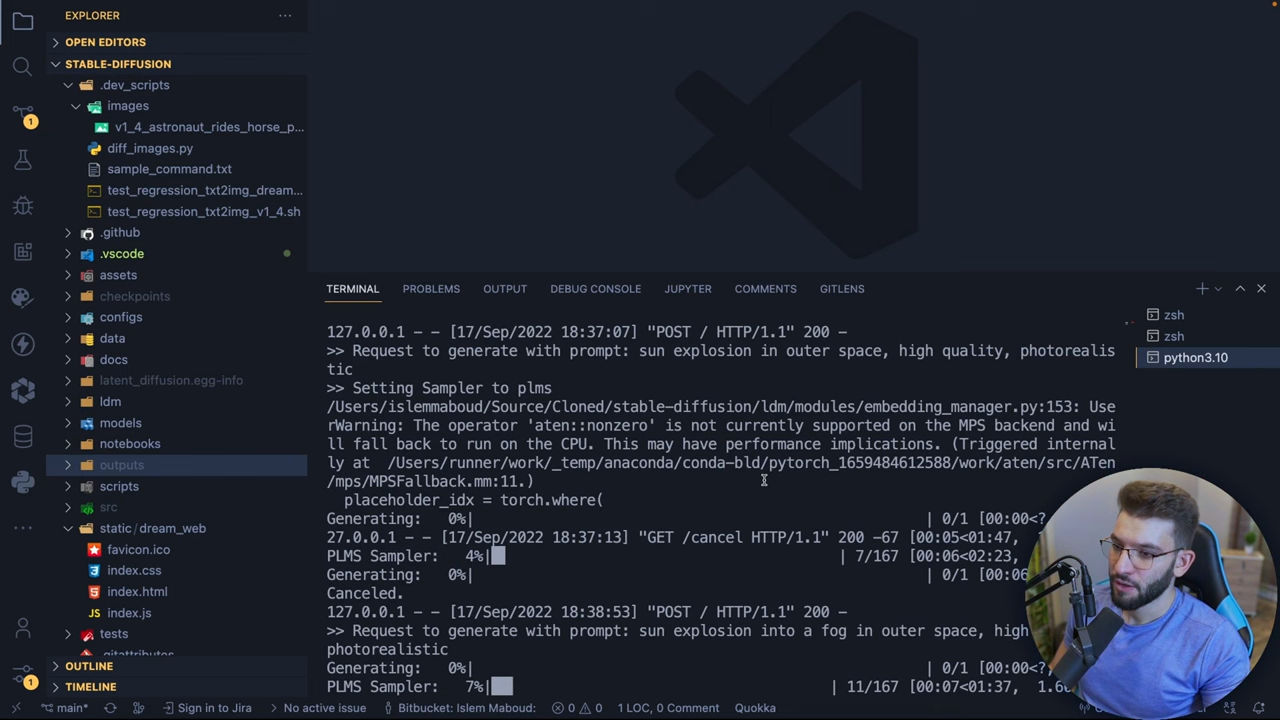 EXPLORER
OPEN EDITORS
STABLE-DIFFUSION
.dev_scripts
images
v1_4_astronaut_rides_horse_p...
diff_images.py
sample_command.txt
test_regression_txt2img_dream...
test_regression_txt2img_v1_4.sh
.github
.vscode
assets
checkpoints
configs
data
docs
latent_diffusion.egg-info
ldm
models
notebooks
outputs
scripts
src
static/dream_web
favicon.ico
index.css
index.html
JS index.js
tests
.gitattributes
OUTLINE
TIMELINE
1
1
TERMINAL PROBLEMS OUTPUT DEBUG CONSOLE JUPYTER COMMENTS GITLENS
127.0.0.1 - - [17/Sep/2022 18:37:07] "POST / HTTP/1.1" 200 -
>> Request to generate with prompt: sun explosion in outer space, high quality, photorealis
tic
>> Setting Sampler to plms
/Users/islemmaboud/Source/Cloned/stable-diffusion/ldm/modules/embedding_manager.py:153: Use
rWarning: The operator 'aten::nonzero' is not currently supported on the MPS backend and wi
ll fall back to run on the CPU. This may have performance implications. (Triggered internal
ly at  /Users/runner/work/_temp/anaconda/conda-bld/pytorch_1659484612588/work/aten/src/ATen
/mps/MPSFallback.mm:11.)
placeholder_idx = torch.where(
Generating:   0%| | 0/1 [00:00<?,
27.0.0.1 - - [17/Sep/2022 18:37:13] "GET /cancel HTTP/1.1" 200 -67 [00:05<01:47,
PLMS Sampler:   4%| | 7/167 [00:06<02:23,
Generating:   0%| | 0/1 [00:06
Canceled.
127.0.0.1 - - [17/Sep/2022 18:38:53] "POST / HTTP/1.1" 200 -
>> Request to generate with prompt: sun explosion into a fog in outer space, high
photorealistic
Generating:   0%| | 0/1 [00:00<?,
PLMS Sampler:   7%| | 11/167 [00:07<01:37,
zsh
zsh
python3.10
main* Sign in to Jira No active issue Bitbucket: Islem Maboud: 0 0 1 LOC, 0 Comment Quokka